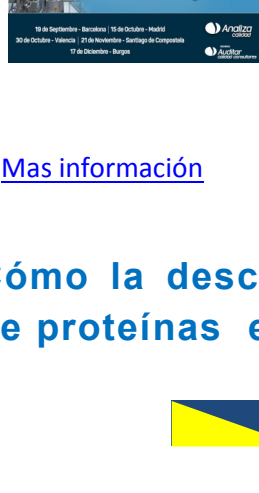 19 de Septiembre - Barcelona | 15 de Octubre - Madrid
30 de Octubre - Valencia | 21 de Noviembre - Santiago de Compostela
17 de Diciembre - Burgos
Analiza
calidad
Auditar
calidad consultores
Mas información
Cómo la desc
e proteínas e